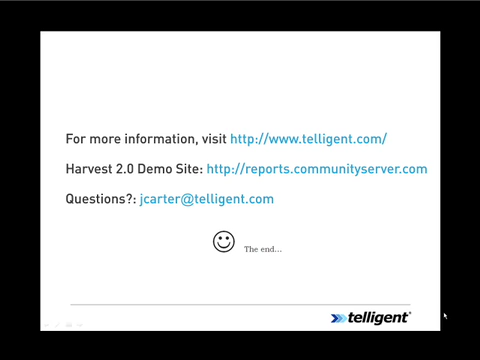 For more information, visit http://www.telligent.com/
Harvest 2.0 Demo Site: http://reports.communityserver.com
Questions?: jcarter@telligent.com
The end...
telligent